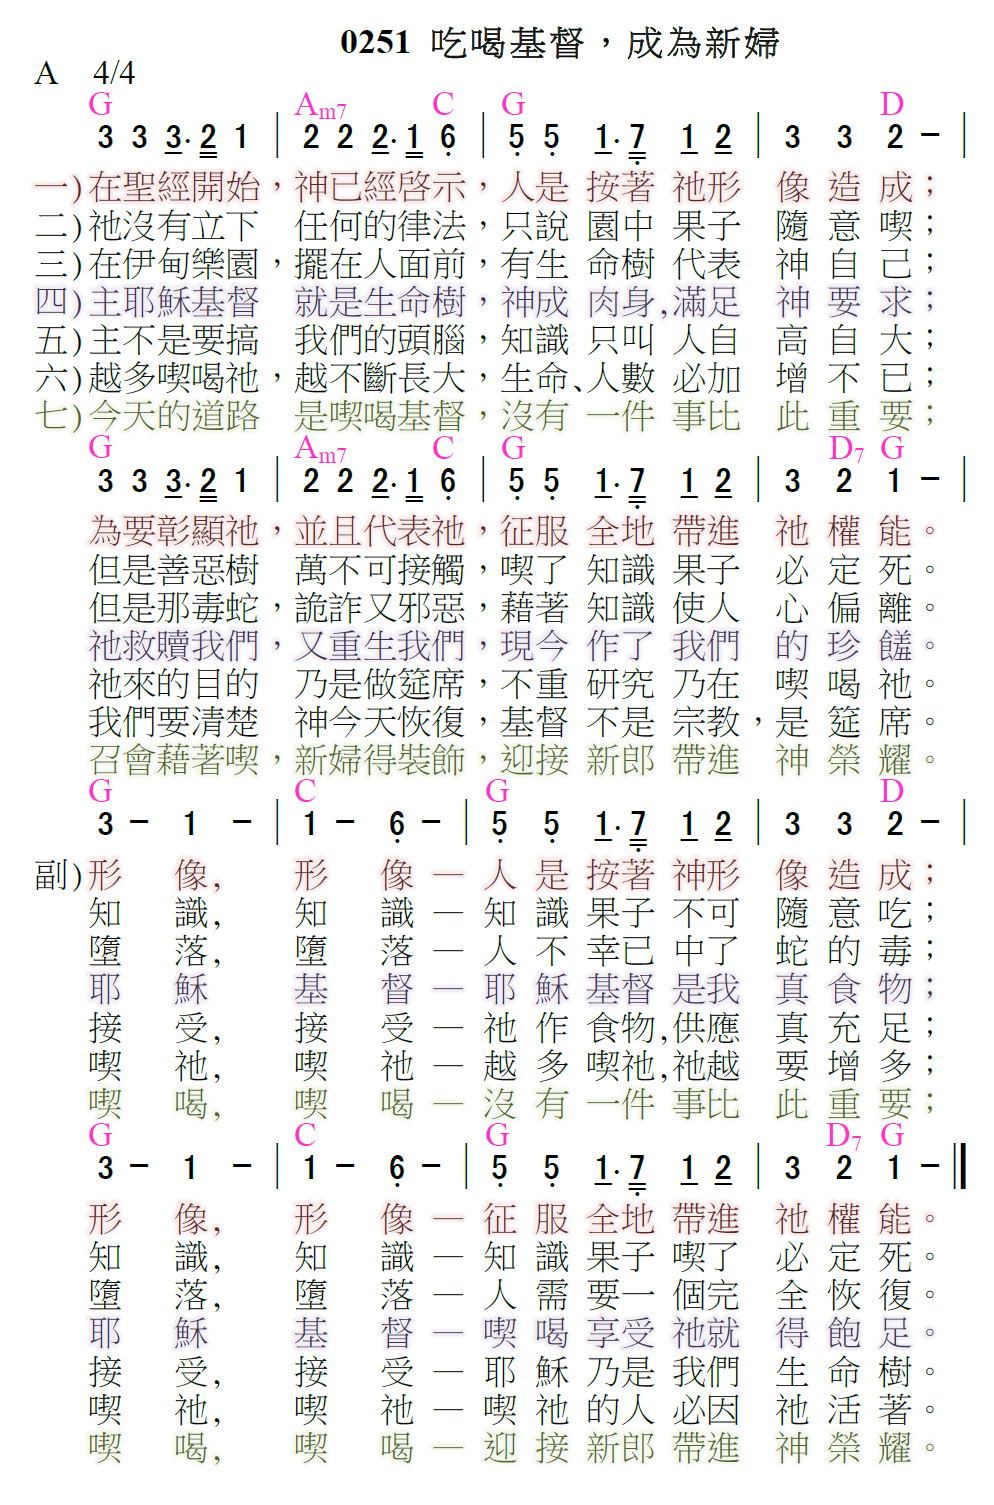 0251 吃喝基督，成為新婦
A 4/4
G Am7 C G D
3 3 3. 2 1 | 2 2 2. 1 6 | 5 5 1. 7 1 2 | 3 3 2 − |
一)在聖經開始，神已經啓示，人是 按著 祂形 像 造 成；
二)祂沒有立下 任何的律法，只說 園中 果子 隨 意 喫；
三)在伊甸樂園，擺在人面前，有生 命樹 代表 神 自 己；
四)主耶穌基督 就是生命樹，神成 肉身,滿足 神 要 求；
五)主不是要搞 我們的頭腦，知識 只叫 人自 高 自 大；
六)越多喫喝祂，越不斷長大，生命、人數 必加 增 不 已；
七)今天的道路 是喫喝基督，沒有 一件 事比 此 重 要；
G Am7 C G D7 G
3 3 3. 2 1 | 2 2 2. 1 6 | 5 5 1. 7 1 2 | 3 2 1 − |
為要彰顯祂，並且代表祂，征服 全地 帶進 祂 權 能。
但是善惡樹 萬不可接觸，喫了 知識 果子 必 定 死。
但是那毒蛇，詭詐又邪惡，藉著 知識 使人 心 偏 離。
祂救贖我們，又重生我們，現今 作了 我們 的 珍 饈。
祂來的目的 乃是做筵席，不重 研究 乃在 喫 喝 祂。
我們要清楚 神今天恢復，基督 不是 宗教，是 筵 席。
召會藉著喫，新婦得裝飾，迎接 新郎 帶進 神 榮 耀。
G C G D
3 − 1 − | 1 − 6 − | 5 5 1. 7 1 2 | 3 3 2 − |
副)形 像, 形 像 — 人 是 按著 神形 像 造 成；
知 識, 知 識 — 知 識 果子 不可 隨 意 吃；
墮 落, 墮 落 — 人 不 幸已 中了 蛇 的 毒；
耶 穌 基 督 — 耶 穌 基督 是我 真 食 物；
接 受, 接 受 — 祂 作 食物,供應 真 充 足；
喫 祂, 喫 祂 — 越 多 喫祂,祂越 要 增 多；
喫 喝, 喫 喝 — 沒 有 一件 事比 此 重 要；
G C G D7 G
3 − 1 − | 1 − 6 − | 5 5 1. 7 1 2 | 3 2 1 − ||
形 像, 形 像 — 征 服 全地 帶進 祂 權 能。
知 識, 知 識 — 知 識 果子 喫了 必 定 死。
墮 落, 墮 落 — 人 需 要一 個完 全 恢 復。
耶 穌 基 督 — 喫 喝 享受 祂就 得 飽 足。
接 受, 接 受 — 耶 穌 乃是 我們 生 命 樹。
喫 祂, 喫 祂 — 喫 祂 的人 必因 祂 活 著。
喫 喝, 喫 喝 — 迎 接 新郎 帶進 神 榮 耀。